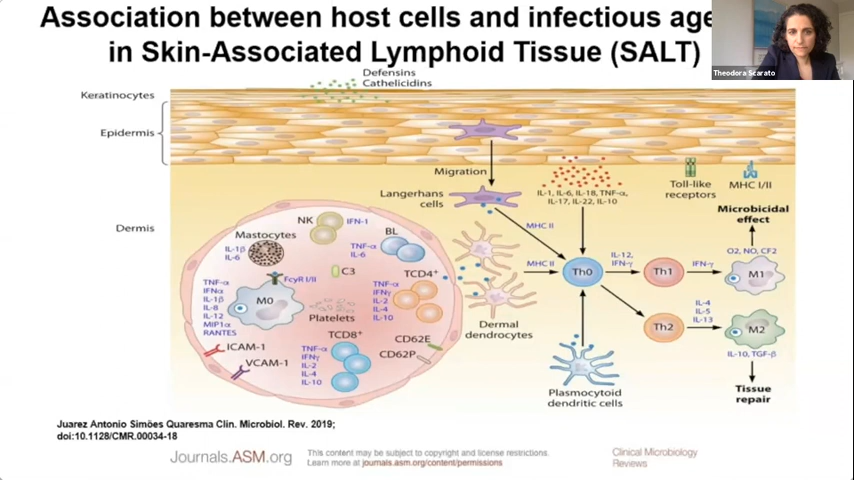 Association between host cells and infectious age
in Skin-Associated Lymphoid Tissue (SALT)
Theodora Scarato
Defensins
Cathelicidins
Keratinocytes
Epidermis
Migration
Langerhans
cells
IL-1, IL-6, IL-18, TNF-α,
IL-17, IL-22, IL-10
Toll-like
receptors
MHC I/II
Microbicidal
effect
Dermis
NK
IFN-1
Mastocytes
IL-1β
IL-6
BL
TNF-α
IL-6
MHC II
MHC II
O2, NO, CF2
FcγR I/II
C3
TCD4+
TNF-α
IFNα
IL-1β
IL-8
IL-12
MIP1α
RANTES
M0
Platelets
TNF-α
IFNγ
IL-2
IL-4
IL-10
Th0
IL-12,
IFN-γ
Th1
IFN-γ
M1
IL-4
IL-5
IL-13
Th2
M2
IL-10, TGF-β
Tissue
repair
Dermal
dendrocytes
TCD8+
TNF-α
IFNγ
IL-2
IL-4
IL-10
CD62E
CD62P
ICAM-1
VCAM-1
Plasmocytoid
dendritic cells
Juarez Antonio Simões Quaresma Clin. Microbiol. Rev. 2019;
doi:10.1128/CMR.00034-18
Journals.ASM.org
This content may be subject to copyright and license restrictions.
Learn more at journals.asm.org/content/permissions
Clinical Microbiology
Reviews